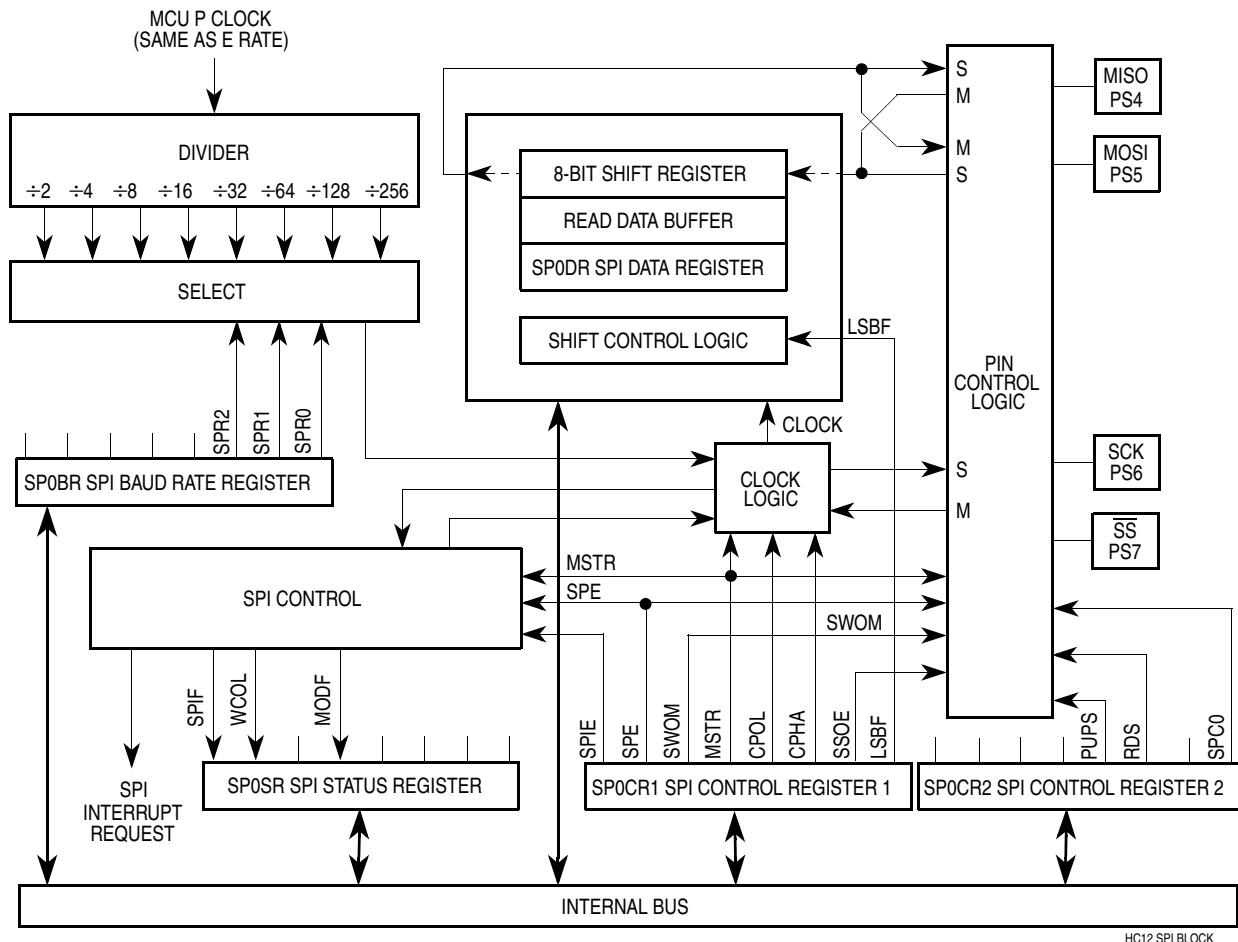 MCU P CLOCK
(SAME AS E RATE)
DIVIDER
÷2 ÷4 ÷8 ÷16 ÷32 ÷64 ÷128 ÷256
SELECT
SPR2
SPR1
SPR0
SP0BR SPI BAUD RATE REGISTER
8-BIT SHIFT REGISTER
READ DATA BUFFER
SP0DR SPI DATA REGISTER
SHIFT CONTROL LOGIC
LSBF
CLOCK
CLOCK
LOGIC
S
M
M
S
PIN
CONTROL
LOGIC
S
M
MISO
PS4
MOSI
PS5
SCK
PS6
SS
PS7
SPI CONTROL
MSTR
SPE
SWOM
SPIF
WCOL
MODF
SPI
INTERRUPT
REQUEST
SP0SR SPI STATUS REGISTER
SPIE
SPE
SWOM
MSTR
CPOL
CPHA
SSOE
LSBF
SP0CR1 SPI CONTROL REGISTER 1
PUPS
RDS
SPC0
SP0CR2 SPI CONTROL REGISTER 2
INTERNAL BUS
HC12 SPI BLOCK